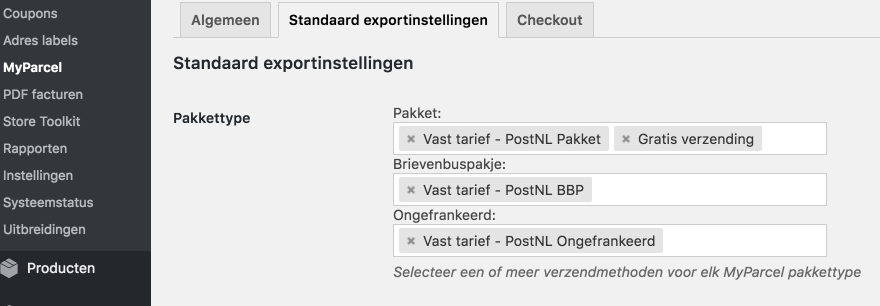 Coupons
Adres labels
MyParcel
PDF facturen
Store Toolkit
Rapporten
Instellingen
Systeemstatus
Uitbreidingen
Producten
Algemeen Standaard exportinstellingen Checkout
Standaard exportinstellingen
Pakkettype
Pakket:
× Vast tarief - PostNL Pakket × Gratis verzending
Brievenbuspakje:
× Vast tarief - PostNL BBP
Ongefrankeerd:
× Vast tarief - PostNL Ongefrankeerd
Selecteer een of meer verzendmethoden voor elk MyParcel pakkettype